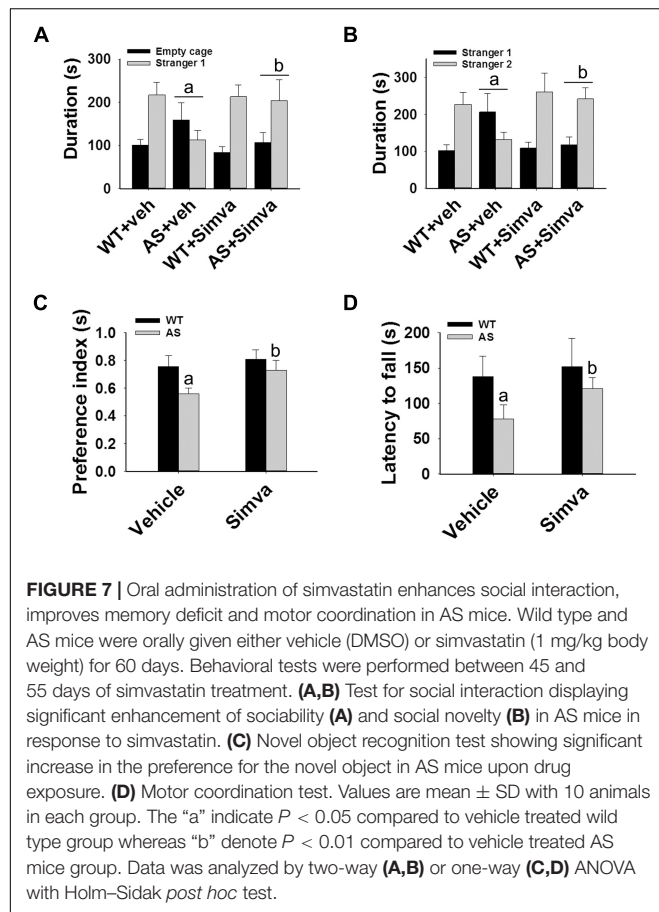 A
Empty cage
Stranger 1
Duration (s)
300
200
100
0
a
b
WT+veh
AS+veh
WT+Simva
AS+Simva
B
Stranger 1
Stranger 2
Duration (s)
300
200
100
0
a
b
WT+veh
AS+veh
WT+Simva
AS+Simva
C
WT
AS
Preference index (s)
1.0
0.8
0.6
0.4
0.2
0.0
a
b
Vehicle
Simva
D
WT
AS
Latency to fall (s)
200
150
100
50
0
a
b
Vehicle
Simva
FIGURE 7 | Oral administration of simvastatin enhances social interaction,
improves memory deficit and motor coordination in AS mice. Wild type and
AS mice were orally given either vehicle (DMSO) or simvastatin (1 mg/kg body
weight) for 60 days. Behavioral tests were performed between 45 and
55 days of simvastatin treatment. (A,B) Test for social interaction displaying
significant enhancement of sociability (A) and social novelty (B) in AS mice in
response to simvastatin. (C) Novel object recognition test showing significant
increase in the preference for the novel object in AS mice upon drug
exposure. (D) Motor coordination test. Values are mean ± SD with 10 animals
in each group. The “a” indicate P < 0.05 compared to vehicle treated wild
type group whereas “b” denote P < 0.01 compared to vehicle treated AS
mice group. Data was analyzed by two-way (A,B) or one-way (C,D) ANOVA
with Holm–Sidak post hoc test.